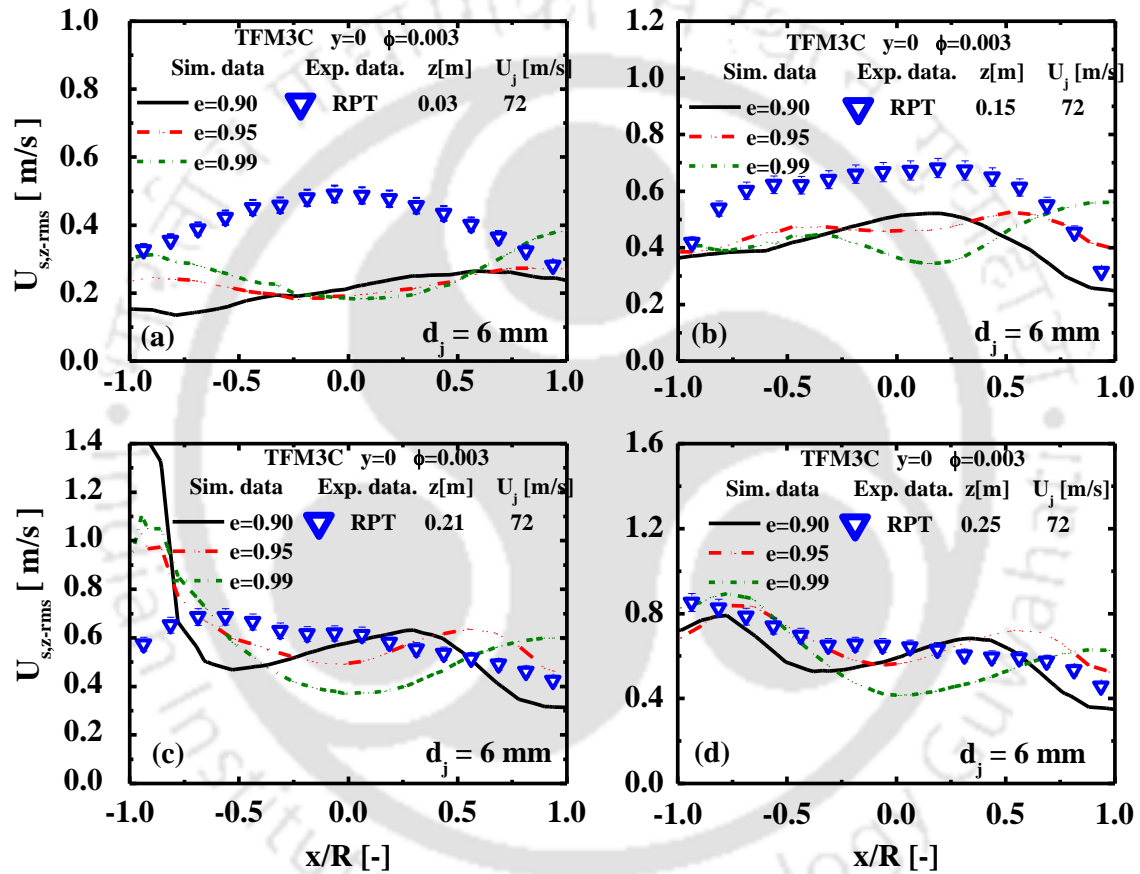 TFM3C y=0 ϕ=0.003
Sim. data Exp. data. z[m] U_j [m/s]
e=0.90 RPT 0.03 72
e=0.95
e=0.99
(a) d_j = 6 mm
1.0
0.8
0.6
0.4
0.2
0.0
-1.0 -0.5 0.0 0.5 1.0
U_s,z-rms [ m/s]
TFM3C y=0 ϕ=0.003
Sim. data Exp. data. z[m] U_j [m/s]
e=0.90 RPT 0.15 72
e=0.95
e=0.99
(b) d_j = 6 mm
1.2
1.0
0.8
0.6
0.4
0.2
0.0
-1.0 -0.5 0.0 0.5 1.0
TFM3C y=0 ϕ=0.003
Sim. data Exp. data. z[m] U_j [m/s]
e=0.90 RPT 0.21 72
e=0.95
e=0.99
(c) d_j = 6 mm
1.4
1.2
1.0
0.8
0.6
0.4
0.2
0.0
-1.0 -0.5 0.0 0.5 1.0
U_s,z-rms [ m/s]
x/R [-]
TFM3C y=0 ϕ=0.003
Sim. data Exp. data. z[m] U_j [m/s]
e=0.90 RPT 0.25 72
e=0.95
e=0.99
(d) d_j = 6 mm
1.6
1.2
0.8
0.4
0.0
-1.0 -0.5 0.0 0.5 1.0
x/R [-]